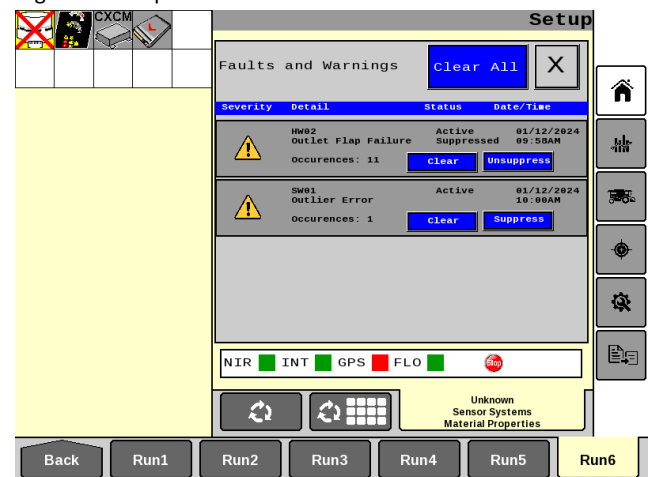 CXCM
Setup
Faults and Warnings
Clear All
X
Severity Detail Status Date/Time
HW02 Active 01/12/2024
Outlet Flap Failure Suppressed 09:58AM
Occurences: 11 Clear Unsuppress
SW01 Active 01/12/2024
Outlier Error 10:00AM
Occurences: 1 Clear Suppress
NIR INT GPS FLO Stop
Unknown
Sensor Systems
Material Properties
Back Run1 Run2 Run3 Run4 Run5 Run6